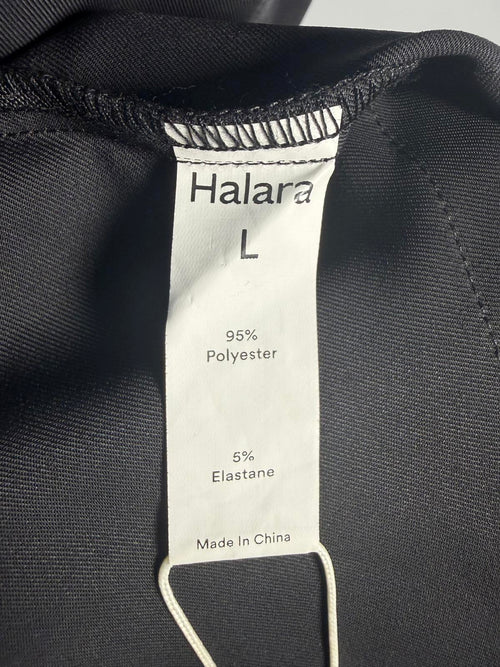 Halara
L
95%
Polyester
5%
Elastane
Made In China